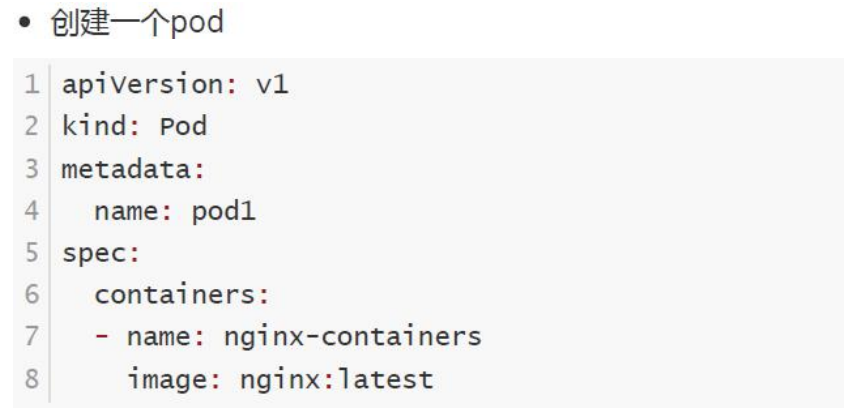 • 创建一个pod
1 apiVersion: v1
2 kind: Pod
3 metadata:
4   name: pod1
5 spec:
6   containers:
7   - name: nginx-containers
8     image: nginx:latest